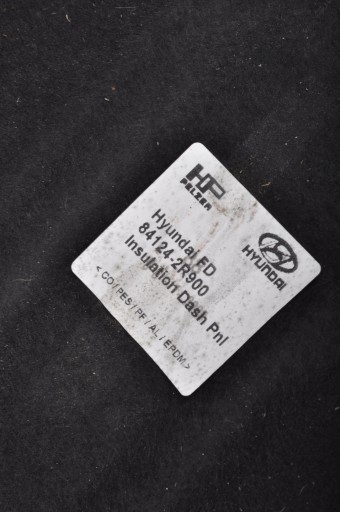 HP
PELZER
HYUNDAI
Hyundai FD
84124-2R900
Insulation Dash Pnl
< CO / PES / PF / AL / EPDM >